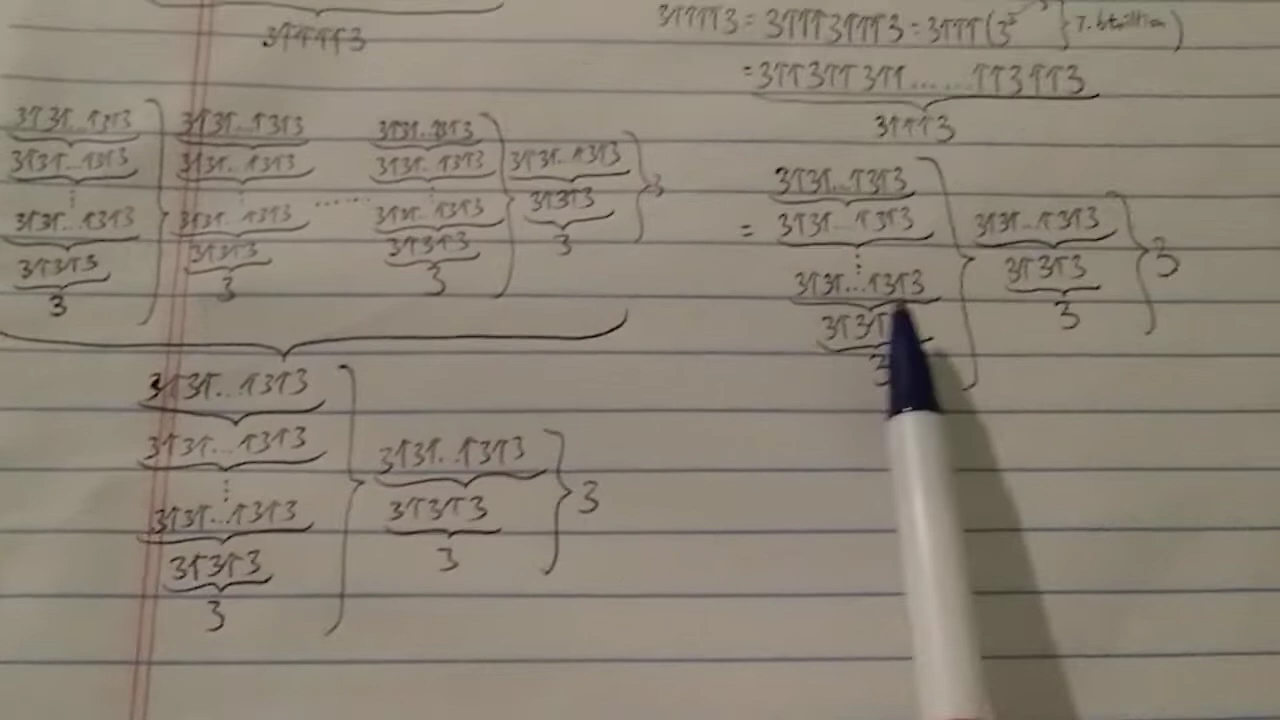 3↑↑↑↑3
3↑3↑...↑3↑3 3↑3↑...↑3↑3 3↑3↑...↑3↑3
3↑3↑...↑3↑3 3↑3↑...↑3↑3 ...... 3↑3↑...↑3↑3 3↑3↑...↑3↑3 3
⋮ ⋮ ⋮
3↑3↑...↑3↑3 3↑3↑...↑3↑3 3↑3↑...↑3↑3 3↑3↑3
3↑3↑3 3↑3↑3 3↑3↑3 3
3 3 3
3↑3↑...↑3↑3
3↑3↑...↑3↑3 3↑3↑...↑3↑3
⋮
3↑3↑...↑3↑3 3↑3↑3 3
3↑3↑3 3
3
3↑↑↑↑3 = 3↑↑↑3↑↑↑3 = 3↑↑↑(3
= 3↑↑3↑↑3↑↑......↑↑3↑↑3
3↑↑↑3
3↑3↑...↑3↑3
= 3↑3↑...↑3↑3 3↑3↑...↑3↑3
⋮
3↑3↑...↑3↑3 3↑3↑3 3
3↑3↑ 3
3